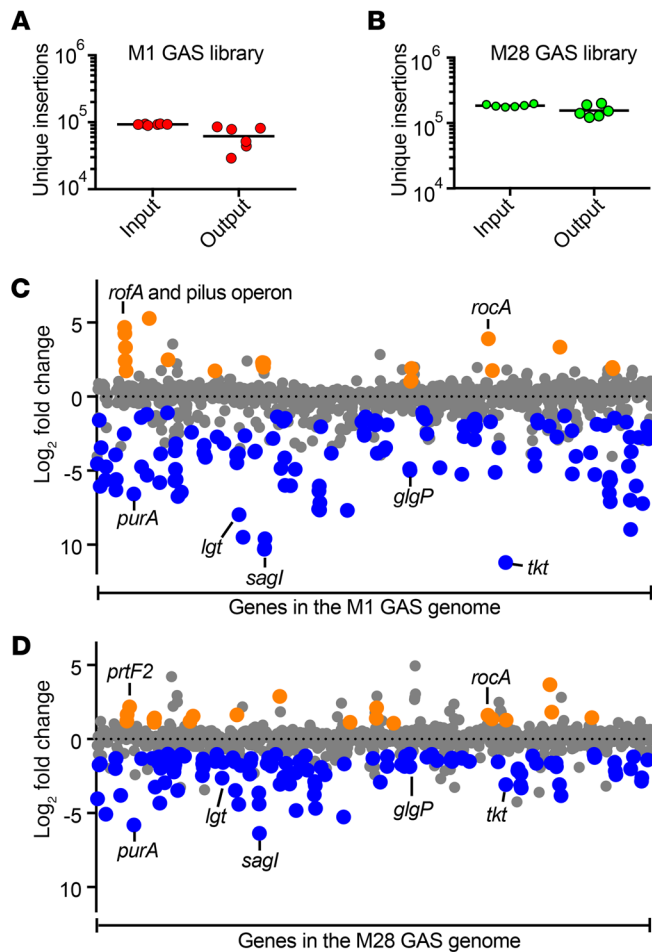 A
M1 GAS library
Unique insertions
10^6
10^5
10^4
Input
Output
B
M28 GAS library
Unique insertions
10^6
10^5
10^4
Input
Output
C
Log2 fold change
5
0
-5
10
rofA and pilus operon
rocA
purA
lgt
sagI
glgP
tkt
Genes in the M1 GAS genome
D
Log2 fold change
5
0
-5
10
prtF2
rocA
purA
lgt
sagI
glgP
tkt
Genes in the M28 GAS genome